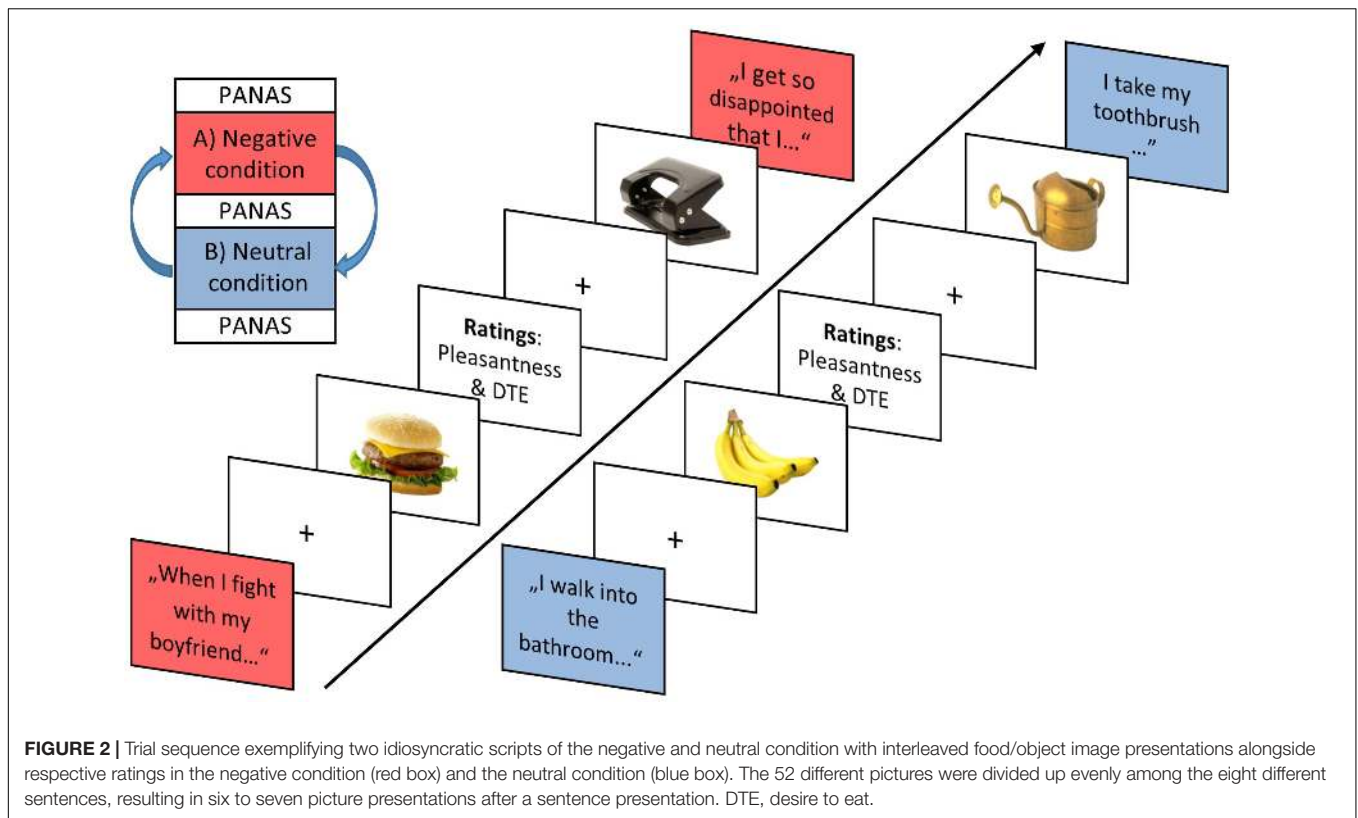 PANAS
A) Negative
condition
PANAS
B) Neutral
condition
PANAS
„I get so
disappointed
that I...“
+
Ratings:
Pleasantness
& DTE
+
„When I fight
with my
boyfriend...“
I take my
toothbrush
...”
+
Ratings:
Pleasantness
& DTE
+
„I walk into
the
bathroom...“
FIGURE 2 | Trial sequence exemplifying two idiosyncratic scripts of the negative and neutral condition with interleaved food/object image presentations alongside
respective ratings in the negative condition (red box) and the neutral condition (blue box). The 52 different pictures were divided up evenly among the eight different
sentences, resulting in six to seven picture presentations after a sentence presentation. DTE, desire to eat.